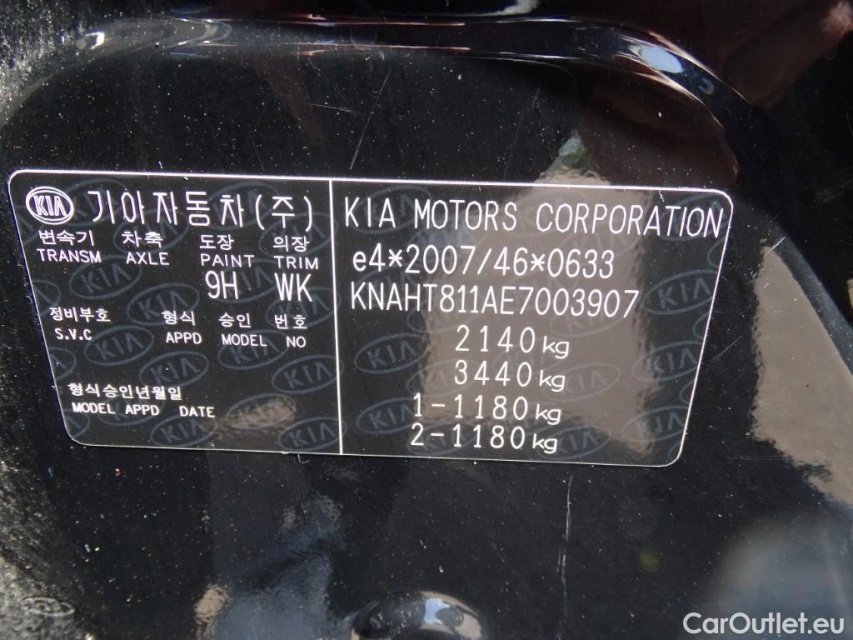 KIA 기아자동차(주)
변속기 차축 도장 의장
TRANSM AXLE PAINT TRIM
9H WK
정비부호 형식 승인 번호
S.V.C APPD MODEL NO
형식승인년월일
MODEL APPD DATE
KIA MOTORS CORPORATION
e4*2007/46*0633
KNAHT811AE7003907
2140kg
3440kg
1-1180kg
2-1180kg
CarOutlet.eu